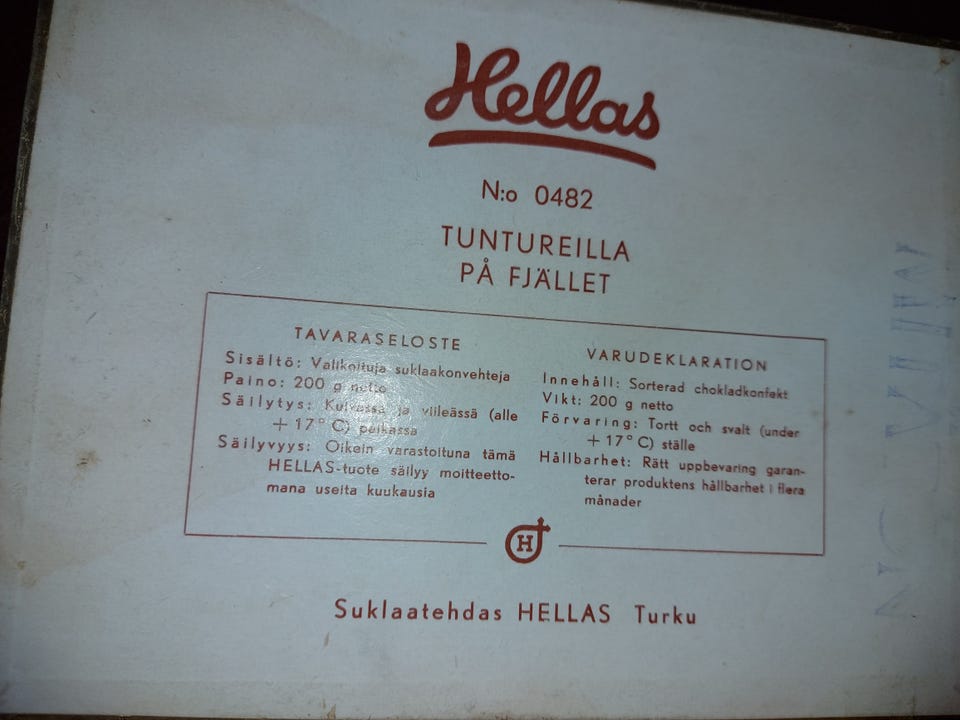 Hellas
N:o 0482
TUNTUREILLA
PÅ FJÄLLET
TAVARASELOSTE
Sisältö: Valikoituja suklaakonvehteja
Paino: 200 g netto
Säilytys: Kuivassa ja viileässä (alle
+ 17° C) paikassa
Säilyvyys: Oikein varastoituna tämä
HELLAS-tuote säilyy moitteetto-
mana useita kuukausia
VARUDEKLARATION
Innehåll: Sorterad chokladkonfekt
Vikt: 200 g netto
Förvaring: Tortt och svalt (under
+ 17° C) ställe
Hållbarhet: Rätt uppbevaring garan-
terar produktens hållbarhet i flera
månader
H
Suklaatehdas HELLAS Turku